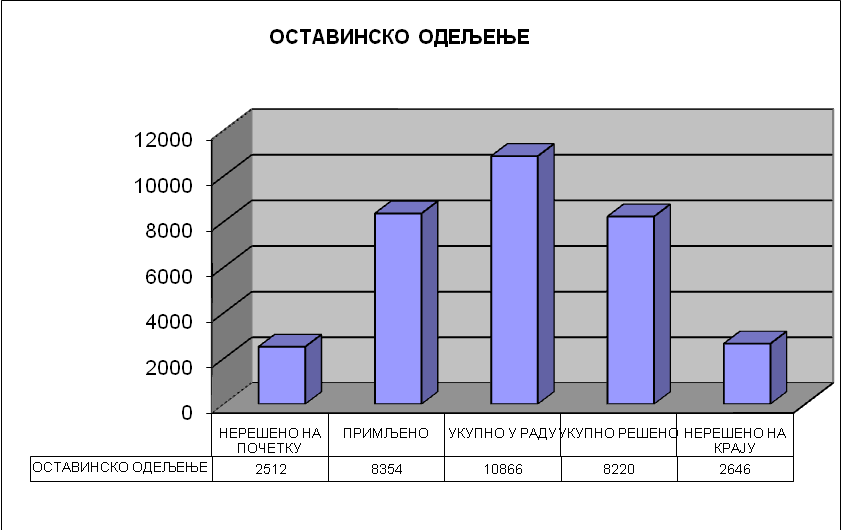 ОСТАВИНСКО ОДЕЉЕЊЕ
12000
10000
8000
6000
4000
2000
0
НЕРЕШЕНО НА ПОЧЕТКУ
ПРИМЉЕНО
УКУПНО У РАДУ
УКУПНО РЕШЕНО
НЕРЕШЕНО НА КРАЈУ
ОСТАВИНСКО ОДЕЉЕЊЕ 2512 8354 10866 8220 2646